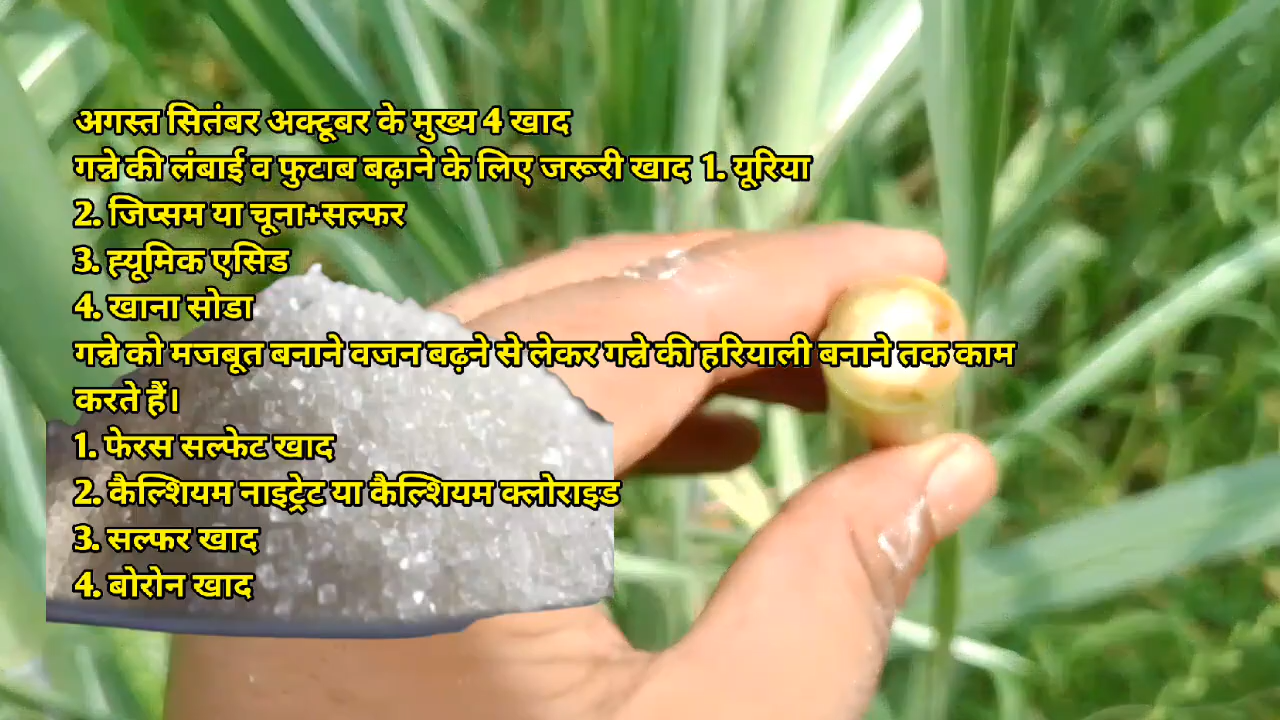 अगस्त सितंबर अक्टूबर के मुख्य 4 खाद
गन्ने की लंबाई व फुटाब बढ़ाने के लिए जरूरी खाद 1. यूरिया
2. जिप्सम या चूना+सल्फर
3. ह्यूमिक एसिड
4. खाना सोडा
गन्ने को मजबूत बनाने वजन बढ़ने से लेकर गन्ने की हरियाली बनाने तक काम
करते हैं।
1. फेरस सल्फेट खाद
2. कैल्शियम नाइट्रेट या कैल्शियम क्लोराइड
3. सल्फर खाद
4. बोरोन खाद